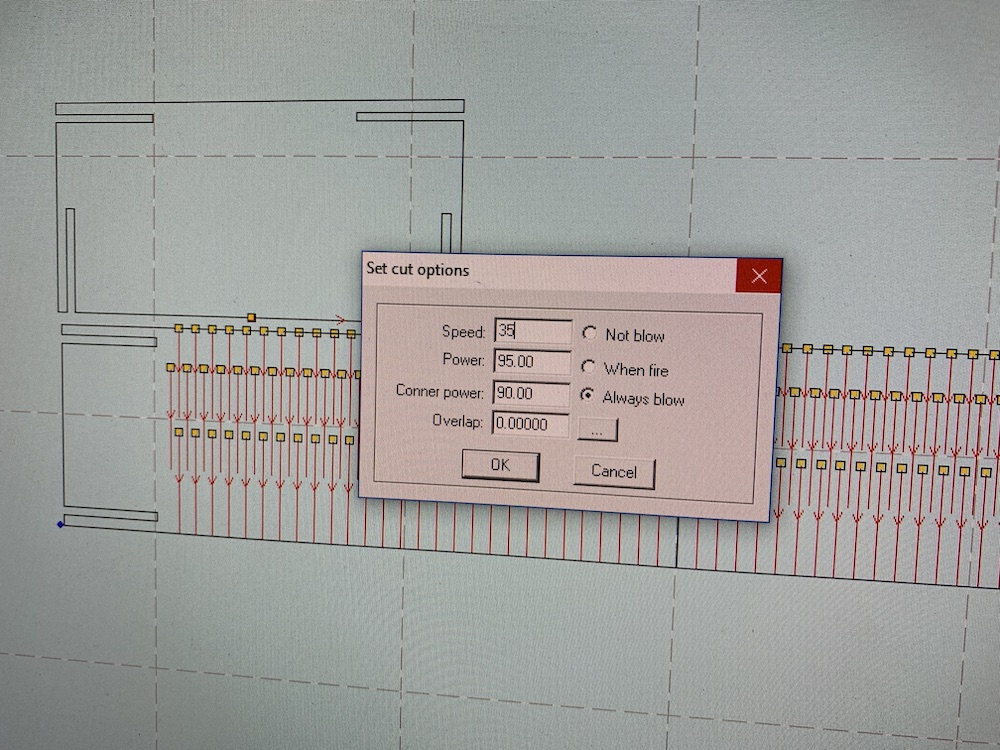 Set cut options
Speed: 35 Not blow
Power: 95.00 When fire
Conner power: 90.00 Always blow
Overlap: 0.00000 ...
OK Cancel